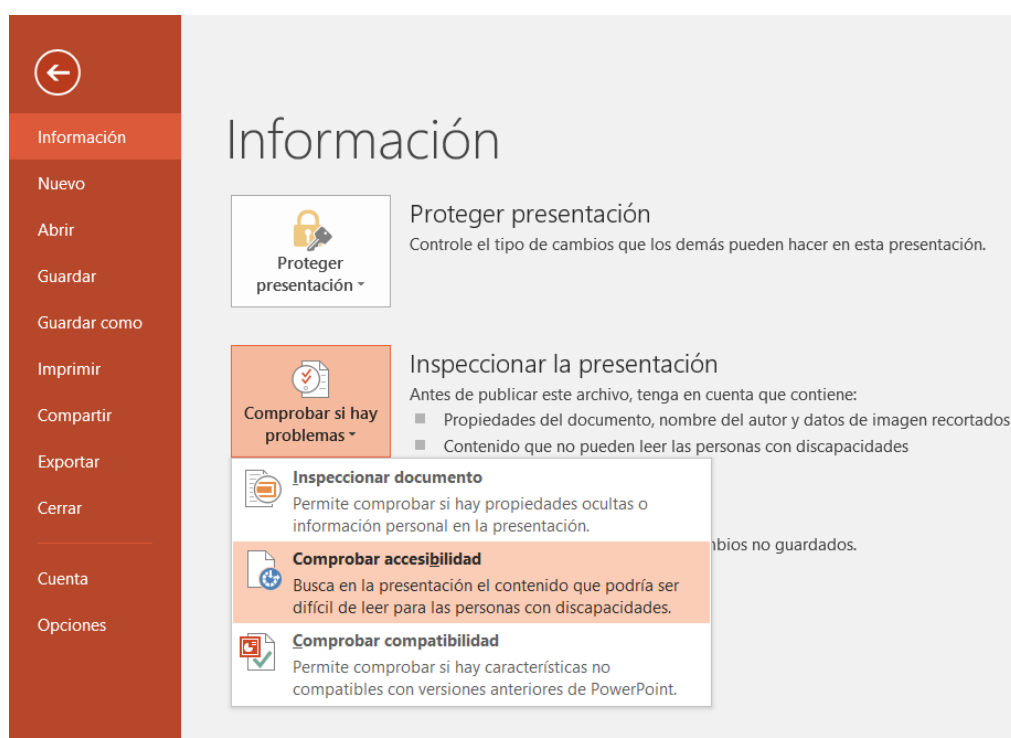 Información
Nuevo
Abrir
Guardar
Guardar como
Imprimir
Compartir
Exportar
Cerrar
Cuenta
Opciones
Información
Proteger
presentación
Proteger presentación
Controle el tipo de cambios que los demás pueden hacer en esta presentación.
Comprobar si hay
problemas
Inspeccionar la presentación
Antes de publicar este archivo, tenga en cuenta que contiene:
Propiedades del documento, nombre del autor y datos de imagen recortados
Contenido que no pueden leer las personas con discapacidades
Inspeccionar documento
Permite comprobar si hay propiedades ocultas o
información personal en la presentación.
Comprobar accesibilidad
Busca en la presentación el contenido que podría ser
difícil de leer para las personas con discapacidades.
Comprobar compatibilidad
Permite comprobar si hay características no
compatibles con versiones anteriores de PowerPoint.
no guardados.